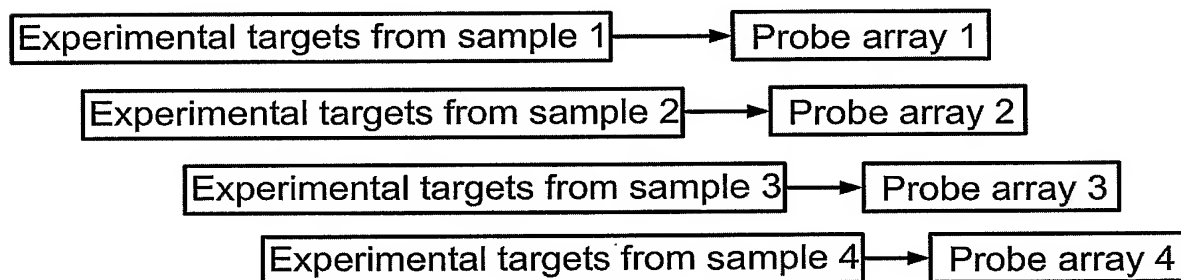 Experimental targets from sample 1 Probe array 1
Experimental targets from sample 2 Probe array 2
Experimental targets from sample 3 Probe array 3
Experimental targets from sample 4 Probe array 4